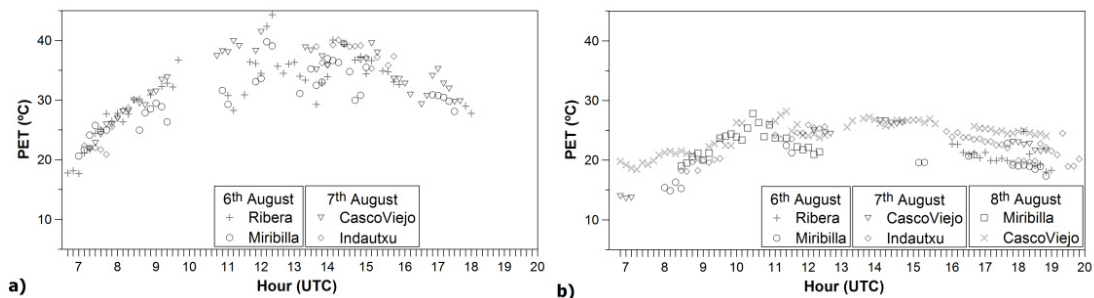 40
30
20
10
PET (ºC)
6th August
7th August
Ribera
CascoViejo
Miribilla
Indautxu
7 8 9 10 11 12 13 14 15 16 17 18 19 20
Hour (UTC)
a)
40
30
20
10
PET (ºC)
6th August
7th August
8th August
Ribera
CascoViejo
Miribilla
Miribilla
Indautxu
CascoViejo
7 8 9 10 11 12 13 14 15 16 17 18 19 20
Hour (UTC)
b)